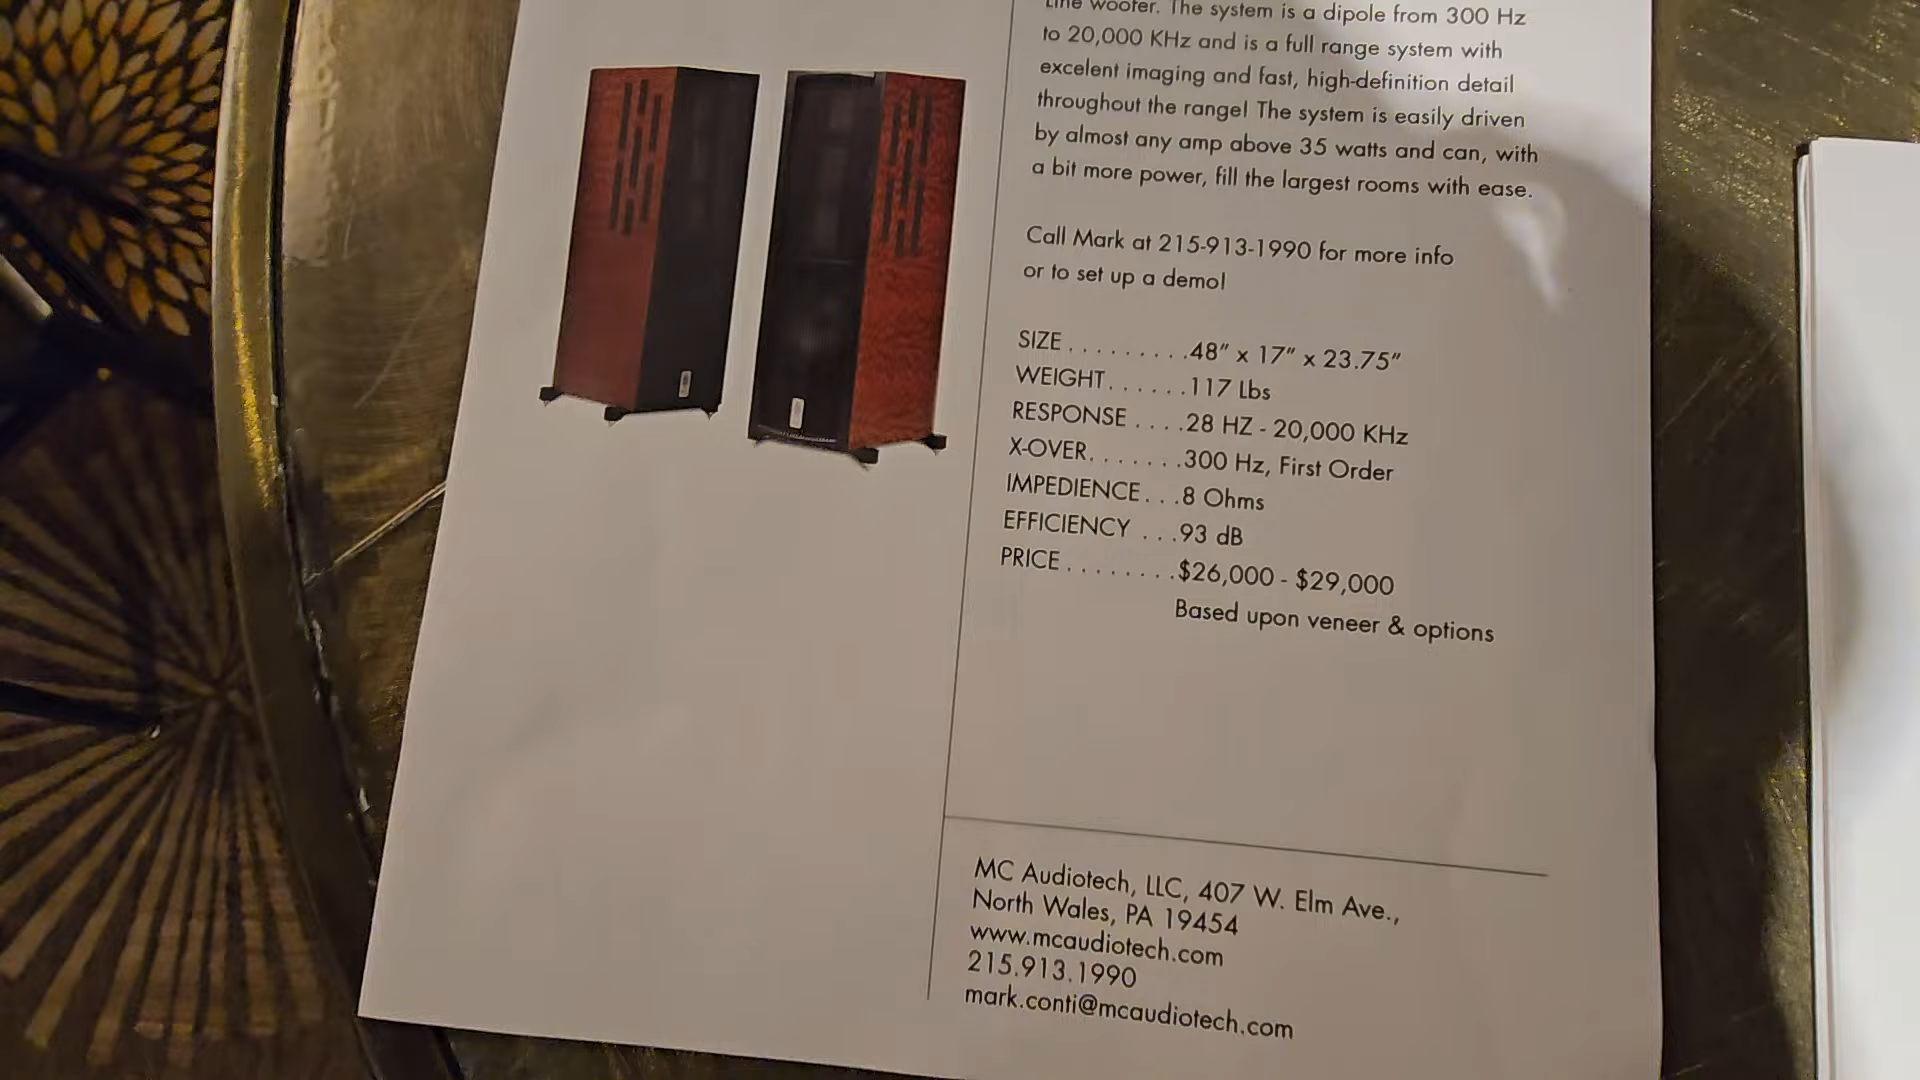 Line woofer. The system is a dipole from 300 Hz
to 20,000 KHz and is a full range system with
excelent imaging and fast, high-definition detail
throughout the range! The system is easily driven
by almost any amp above 35 watts and can, with
a bit more power, fill the largest rooms with ease.
Call Mark at 215-913-1990 for more info
or to set up a demo!
SIZE . . . . . . . . . .48" x 17" x 23.75"
WEIGHT. . . . . . .117 Lbs
RESPONSE . . . .28 HZ - 20,000 KHz
X-OVER. . . . . . . .300 Hz, First Order
IMPEDIENCE . . .8 Ohms
EFFICIENCY . . .93 dB
PRICE . . . . . . . . .$26,000 - $29,000
Based upon veneer & options
MC Audiotech, LLC, 407 W. Elm Ave.,
North Wales, PA 19454
www.mcaudiotech.com
215.913.1990
mark.conti@mcaudiotech.com